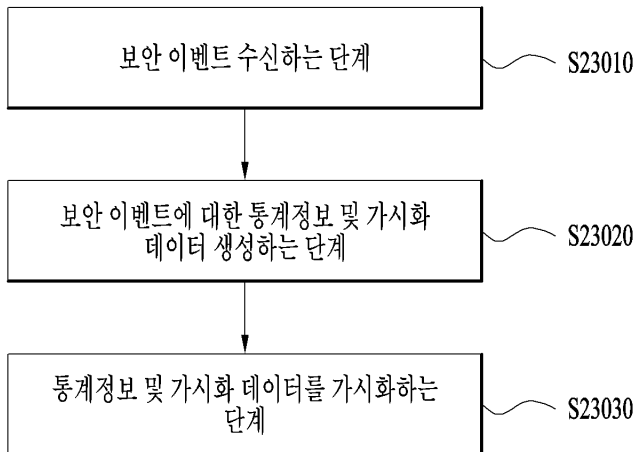 보안 이벤트 수신하는 단계
S23010
보안 이벤트에 대한 통계정보 및 가시화
데이터 생성하는 단계
S23020
통계정보 및 가시화 데이터를 가시화하는
단계
S23030